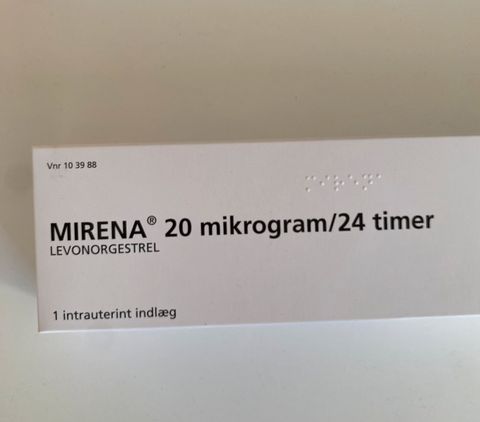 Vnr 10 39 88
MIRENA® 20 mikrogram/24 timer
LEVONORGESTREL
1 intrauterint indlæg